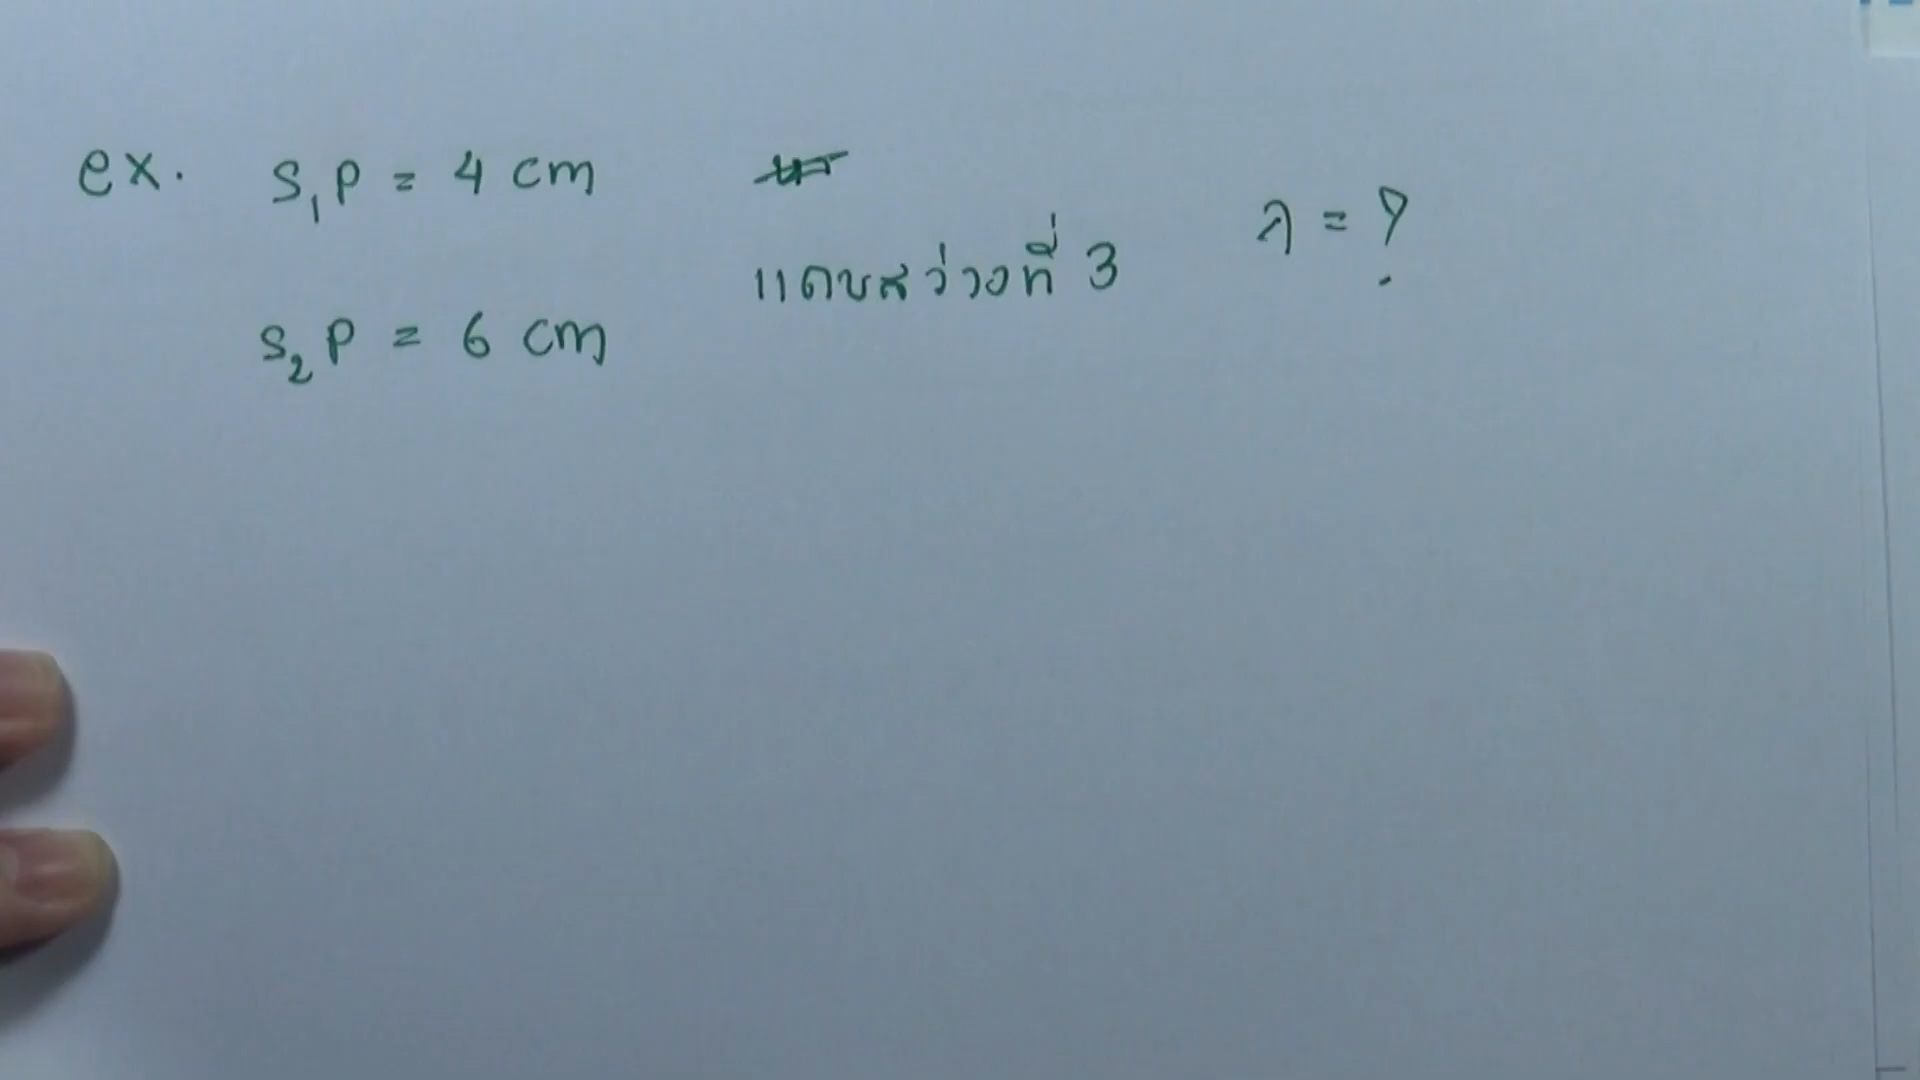 ex. S₁P = 4 cm
แถบสว่างที่ 3 λ = ?
S₂P = 6 cm